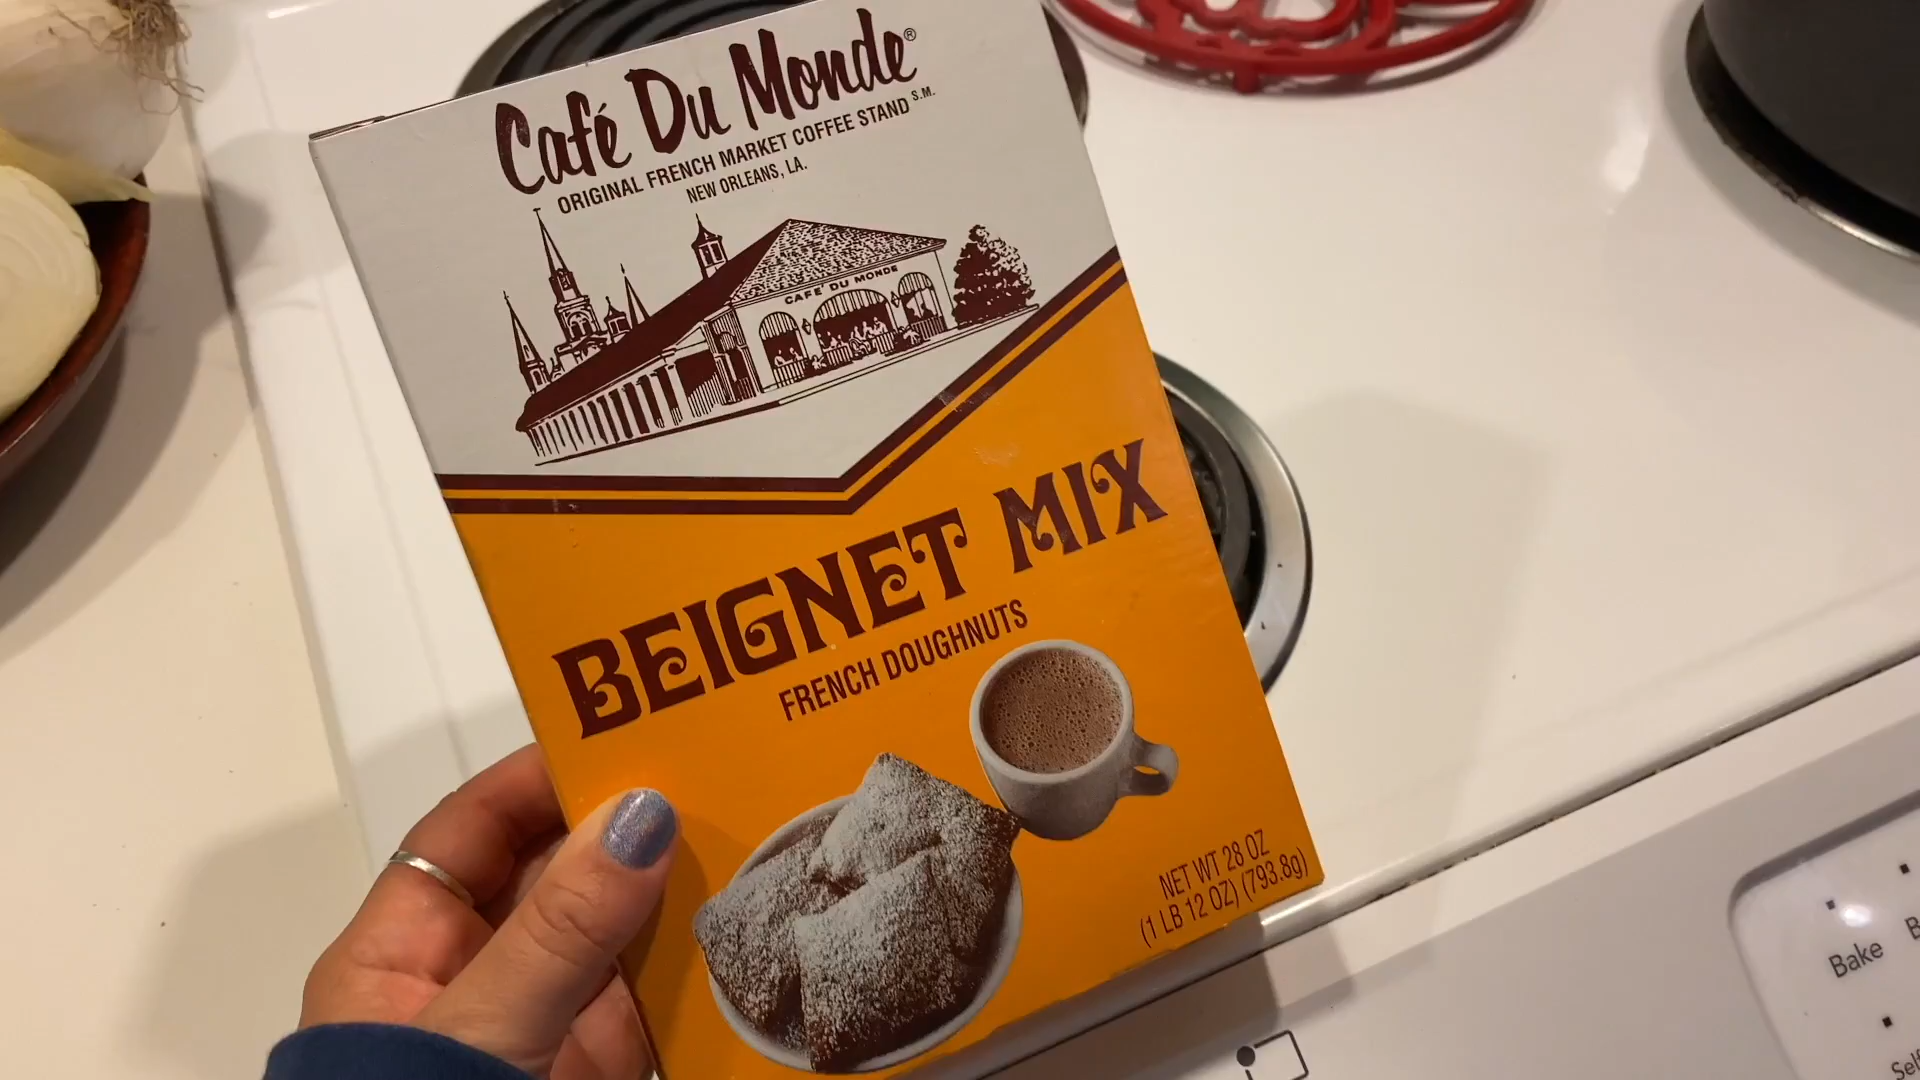 Café Du Monde®
ORIGINAL FRENCH MARKET COFFEE STAND S.M.
NEW ORLEANS, LA.
CAFE DU MONDE
BEIGNET MIX
FRENCH DOUGHNUTS
NET WT 28 OZ
(1 LB 12 OZ) (793.8g)
Bake